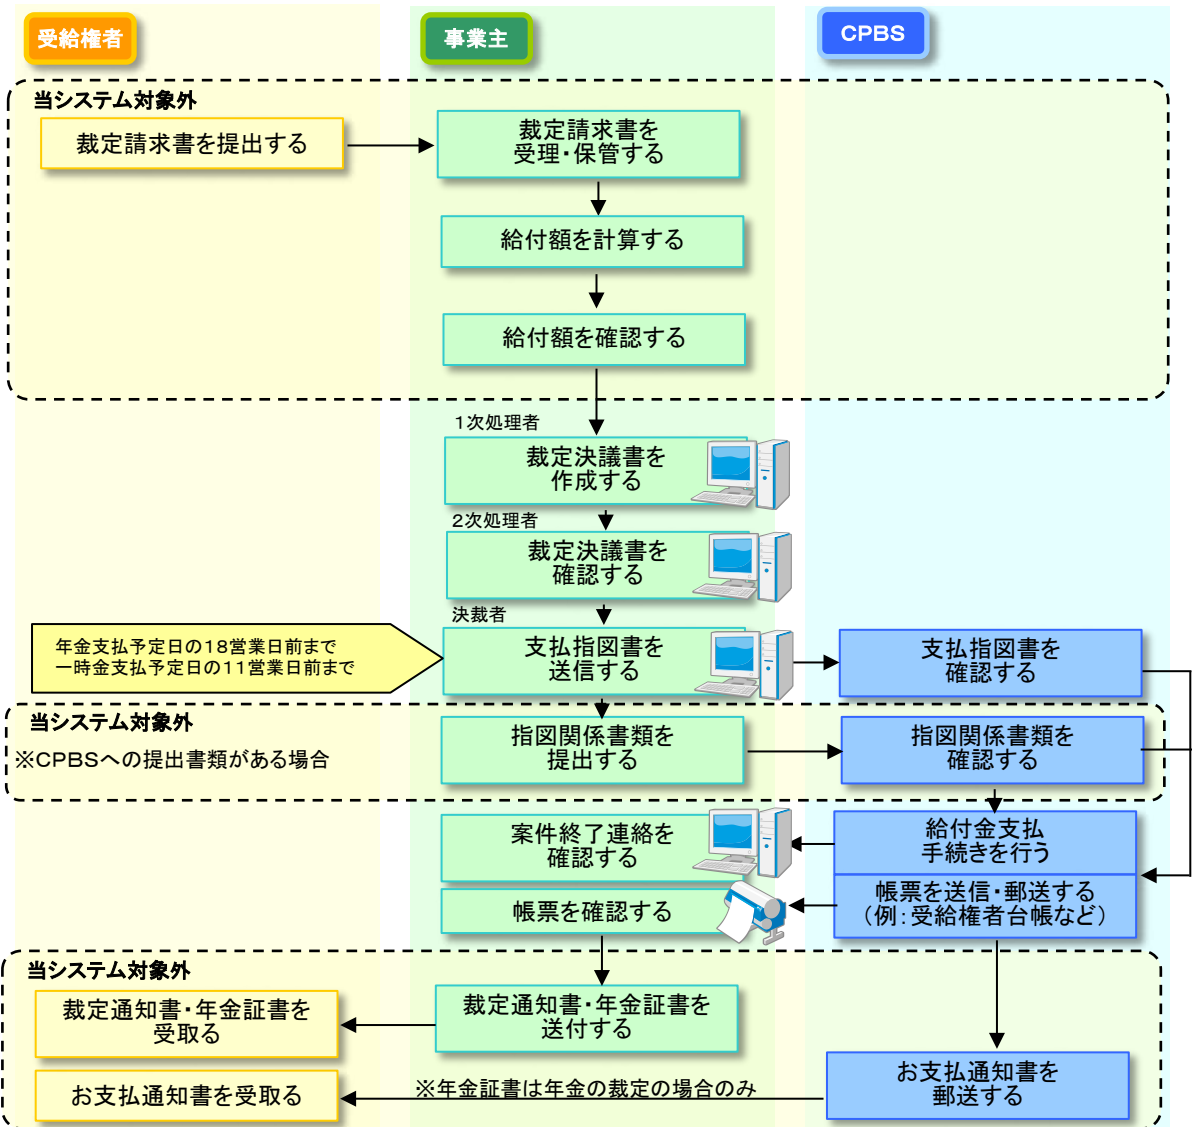 受給権者
事業主
CPBS
当システム対象外
裁定請求書を提出する
裁定請求書を
受理・保管する
給付額を計算する
給付額を確認する
1次処理者
裁定決議書を
作成する
2次処理者
裁定決議書を
確認する
決裁者
年金支払予定日の18営業日前まで
一時金支払予定日の11営業日前まで
支払指図書を
送信する
支払指図書を
確認する
当システム対象外
※CPBSへの提出書類がある場合
指図関係書類を
提出する
指図関係書類を
確認する
案件終了連絡を
確認する
給付金支払
手続きを行う
帳票を確認する
帳票を送信・郵送する
(例:受給権者台帳など)
当システム対象外
裁定通知書・年金証書を
受取る
裁定通知書・年金証書を
送付する
お支払通知書を受取る
※年金証書は年金の裁定の場合のみ
お支払通知書を
郵送する